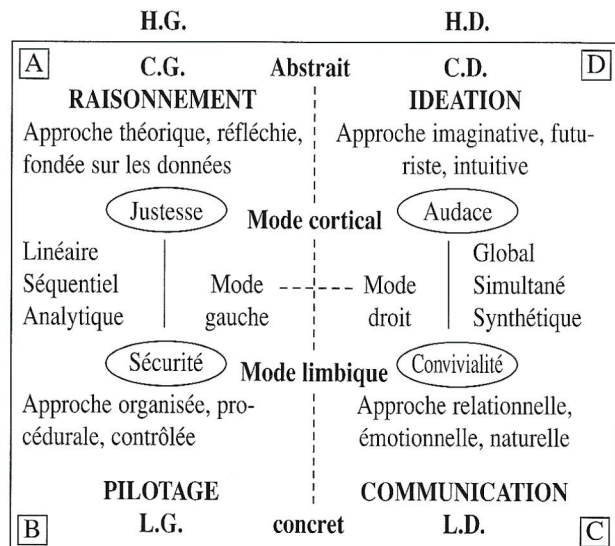 H.G. H.D.
A C.G. Abstrait C.D. D
RAISONNEMENT IDEATION
Approche théorique, réfléchie, Approche imaginative, futu-
fondée sur les données riste, intuitive
Justesse Mode cortical Audace
Linéaire Global
Séquentiel Mode Mode Simultané
Analytique gauche droit Synthétique
Sécurité Mode limbique Convivialité
Approche organisée, pro- Approche relationnelle,
cédurale, contrôlée émotionnelle, naturelle
PILOTAGE COMMUNICATION
B L.G. concret L.D. C